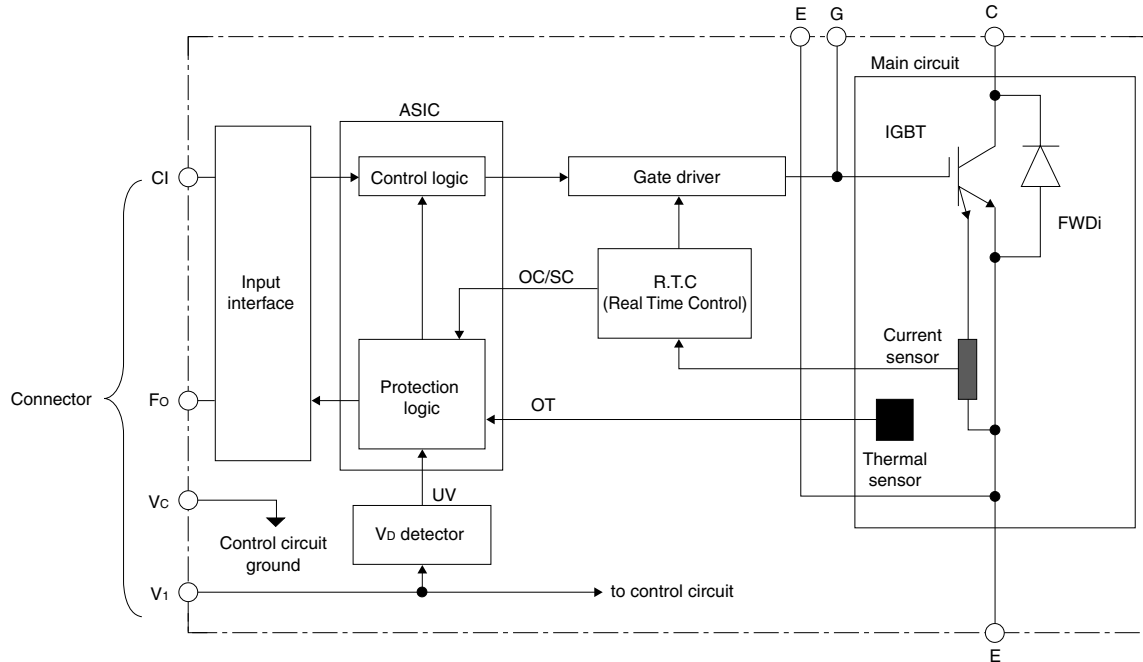 E
G
C
Main circuit
ASIC
IGBT
CI
Control logic
Gate driver
FWDi
OC/SC
R.T.C
(Real Time Control)
Input
interface
Current
sensor
Connector
FO
Protection
logic
OT
Thermal
sensor
VC
UV
VD detector
Control circuit
ground
V1
to control circuit
E